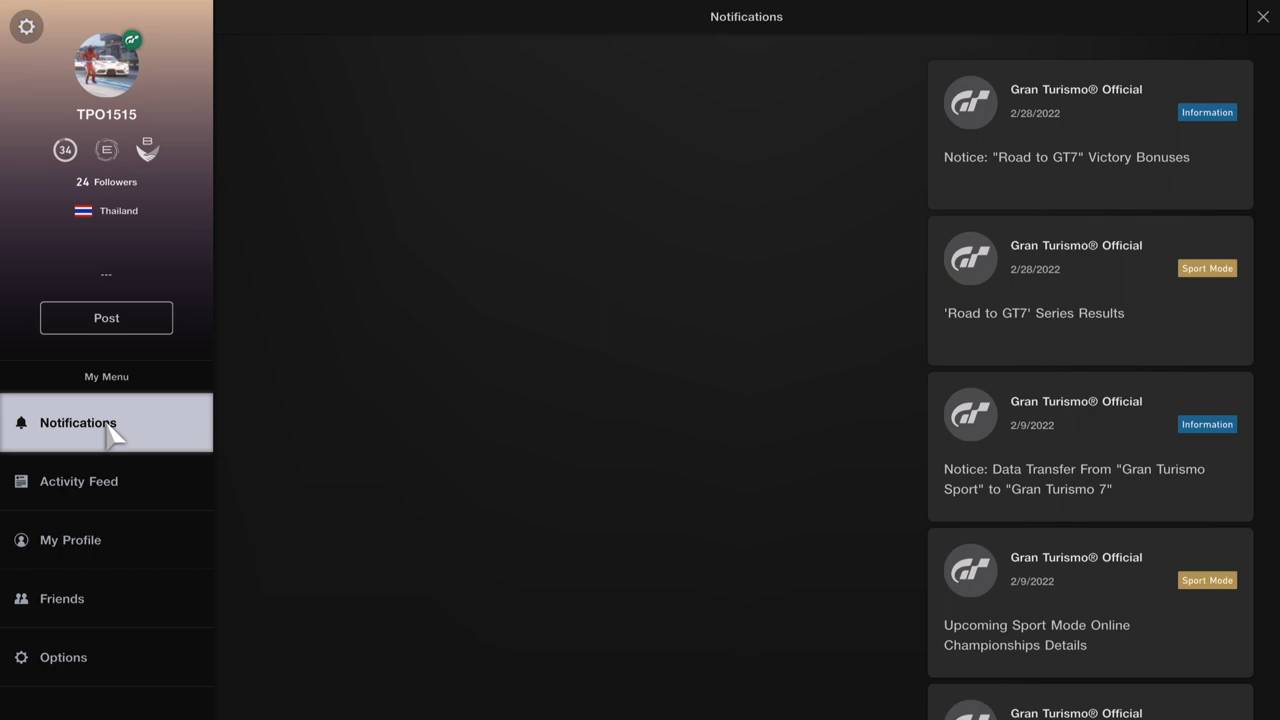 Notifications
TPO1515
34
E
B
24 Followers
Thailand
---
Post
My Menu
Notifications
Activity Feed
My Profile
Friends
Options
Gran Turismo® Official
2/28/2022
Information
Notice: "Road to GT7" Victory Bonuses
Gran Turismo® Official
2/28/2022
Sport Mode
'Road to GT7' Series Results
Gran Turismo® Official
2/9/2022
Information
Notice: Data Transfer From "Gran Turismo
Sport" to "Gran Turismo 7"
Gran Turismo® Official
2/9/2022
Sport Mode
Upcoming Sport Mode Online
Championships Details
Gran Turismo® Official